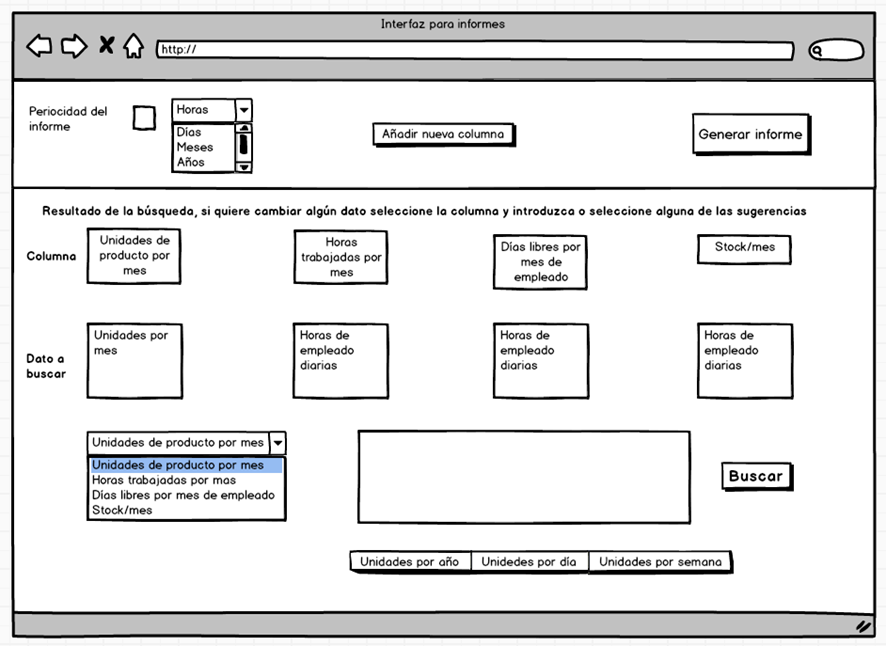 Interfaz para informes
http://
Periocidad del
informe
Horas
Días
Meses
Años
Añadir nueva columna
Generar informe
Resultado de la búsqueda, si quiere cambiar algún dato seleccione la columna y introduzca o seleccione alguna de las sugerencias
Columna
Unidades de
producto por
mes
Horas
trabajadas por
mes
Días libres por
mes de
empleado
Stock/mes
Dato a
buscar
Unidades por
mes
Horas de
empleado
diarias
Horas de
empleado
diarias
Horas de
empleado
diarias
Unidades de producto por mes
Unidades de producto por mes
Horas trabajadas por mas
Días libres por mes de empleado
Stock/mes
Buscar
Unidades por año
Unidedes por día
Unidades por semana